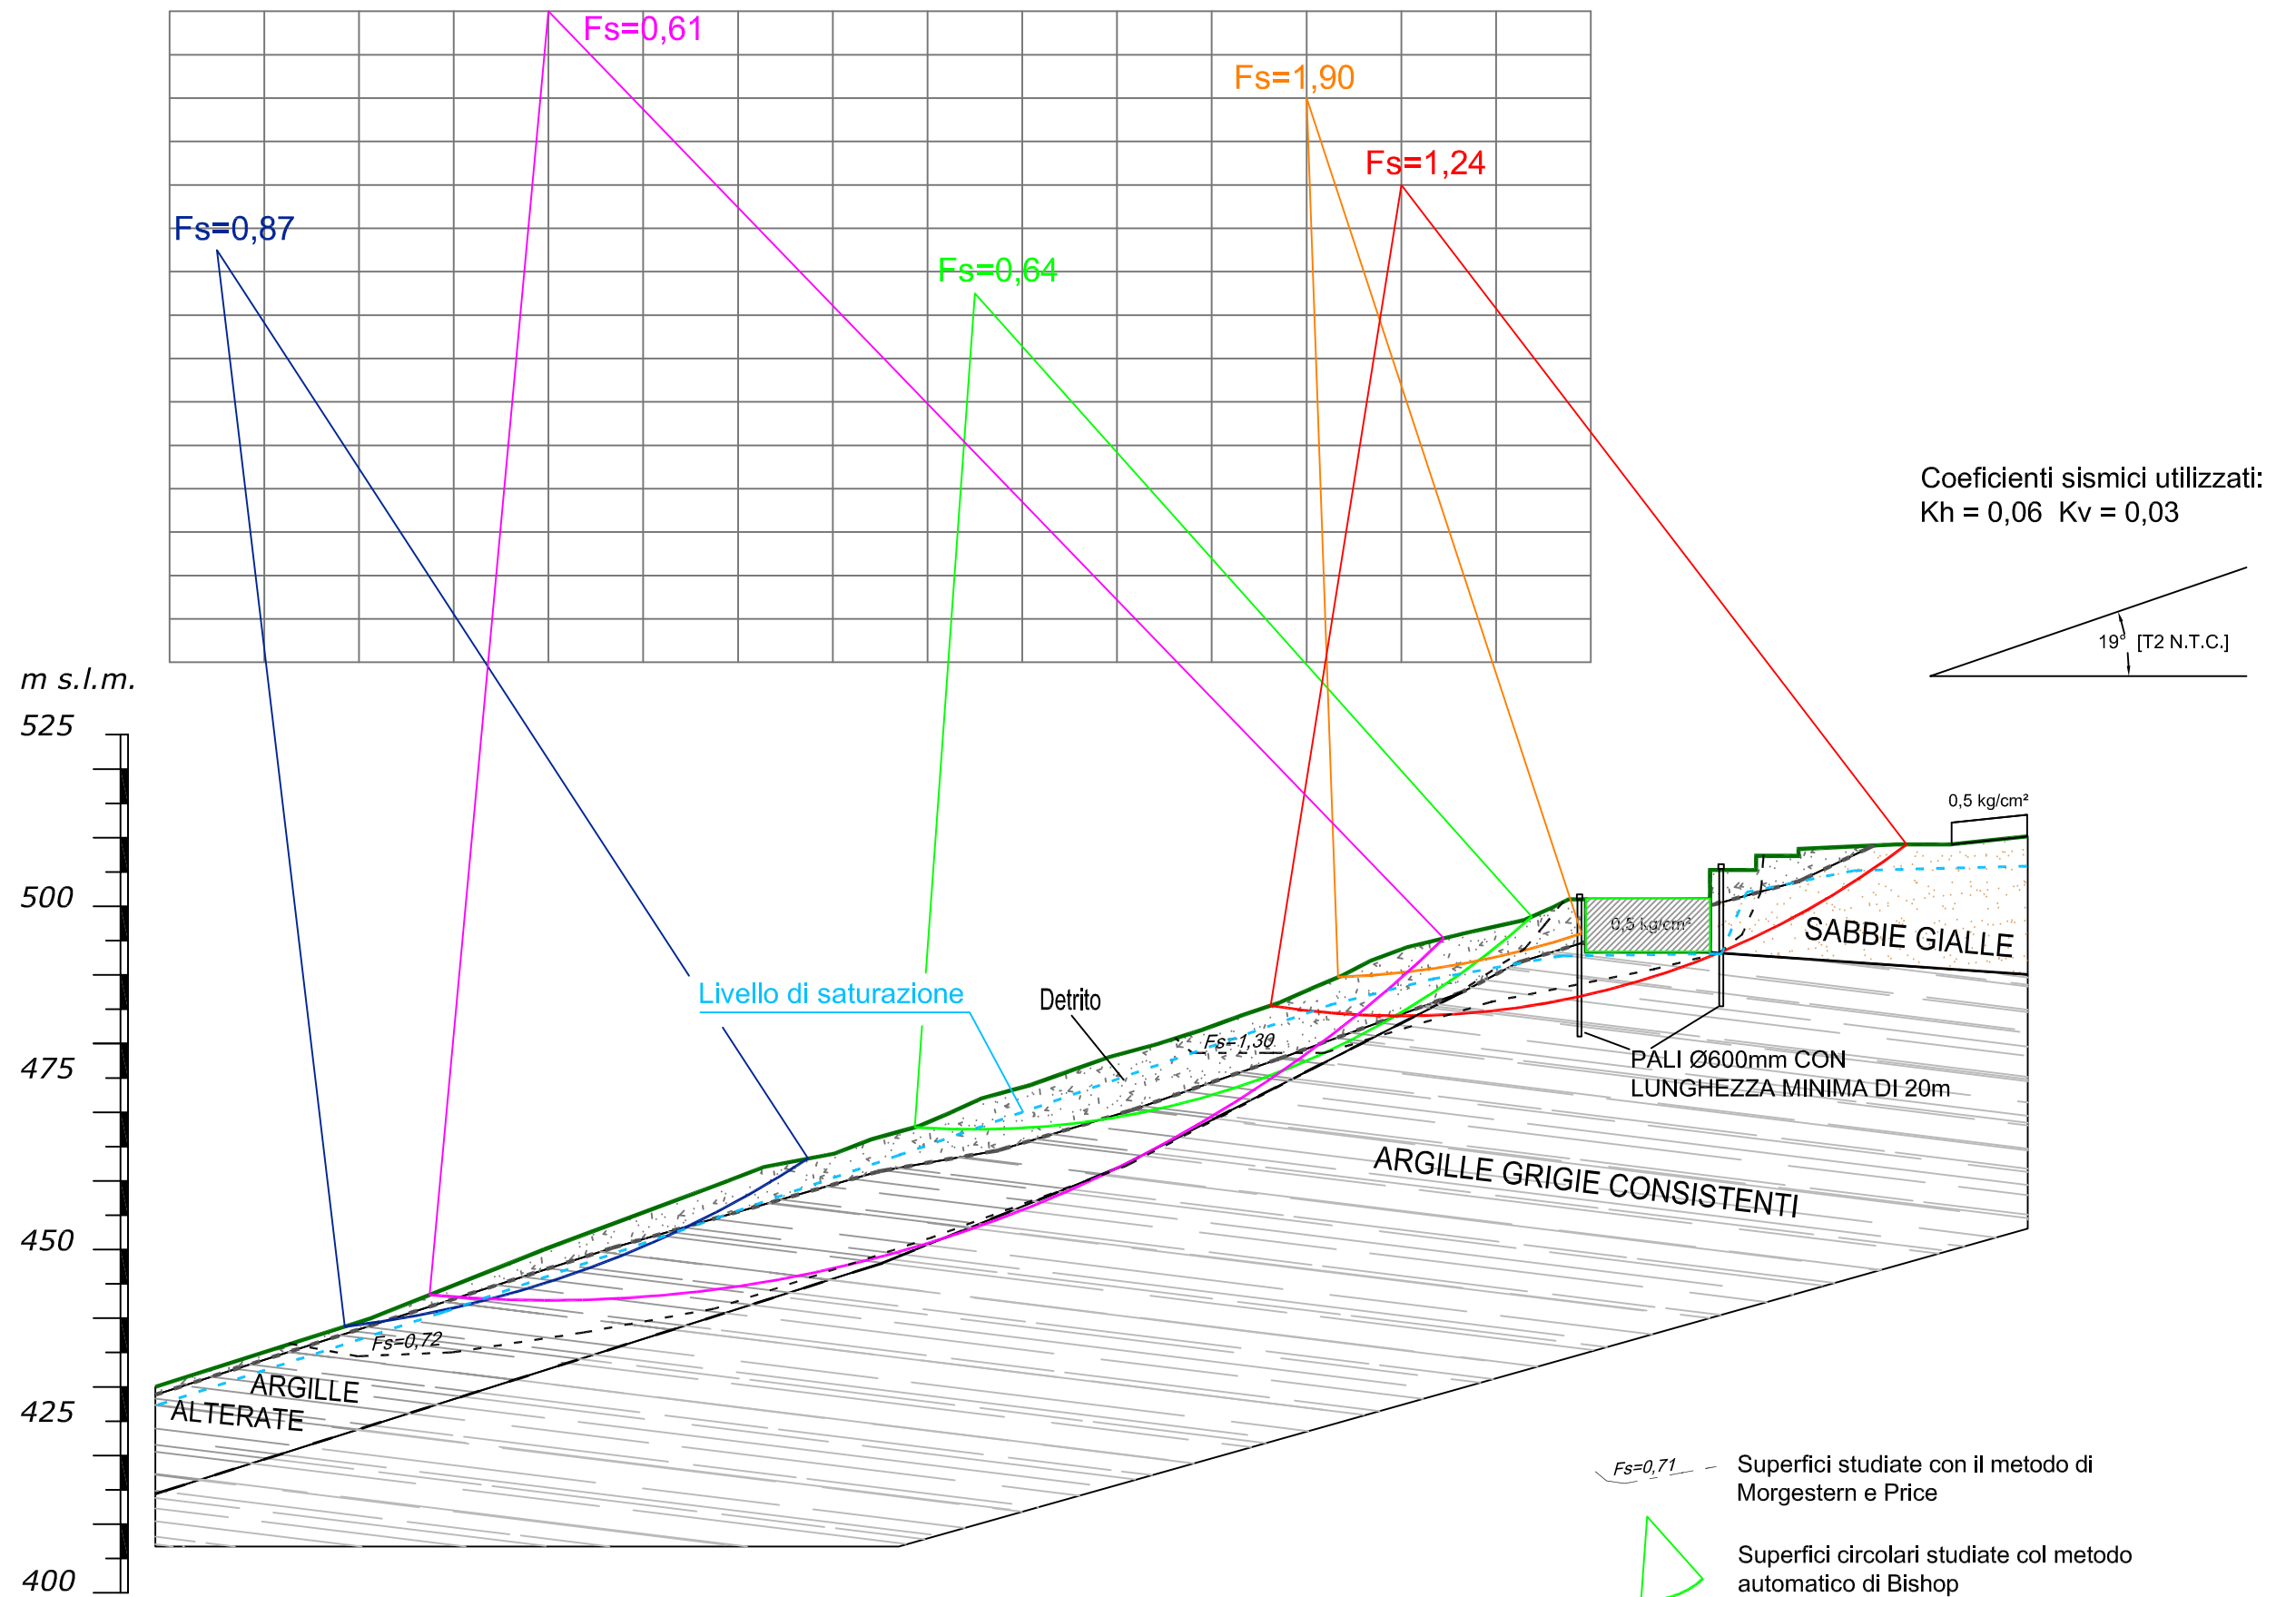 Fs=0,61
Fs=1,90
Fs=1,24
Fs=0,87
Fs=0,64
Coeficienti sismici utilizzati:
Kh = 0,06 Kv = 0,03
19° [T2 N.T.C.]
m s.l.m.
525
500
475
450
425
400
0,5 kg/cm²
0,5 kg/cm²
SABBIE GIALLE
Livello di saturazione
Detrito
Fs=1,30
PALI Ø600mm CON
LUNGHEZZA MINIMA DI 20m
ARGILLE GRIGIE CONSISTENTI
Fs=0,72
ARGILLE
ALTERATE
Fs=0,71
Superfici studiate con il metodo di
Morgestern e Price
Superfici circolari studiate col metodo
automatico di Bishop